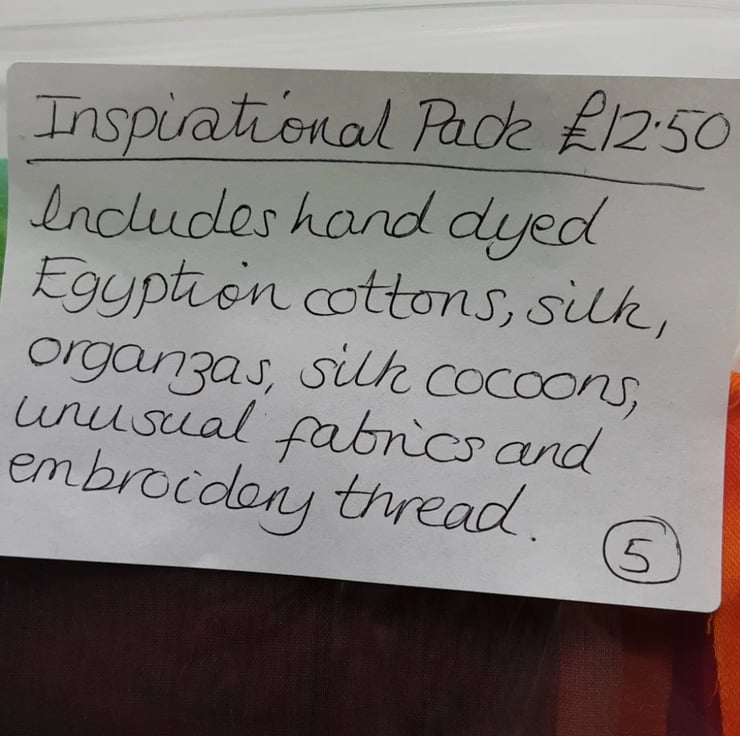 Inspirational Pack £12·50
Includes hand dyed
Egyption cottons, silk,
organzas, silk cocoons,
unusual fabrics and
embroidery thread.
5